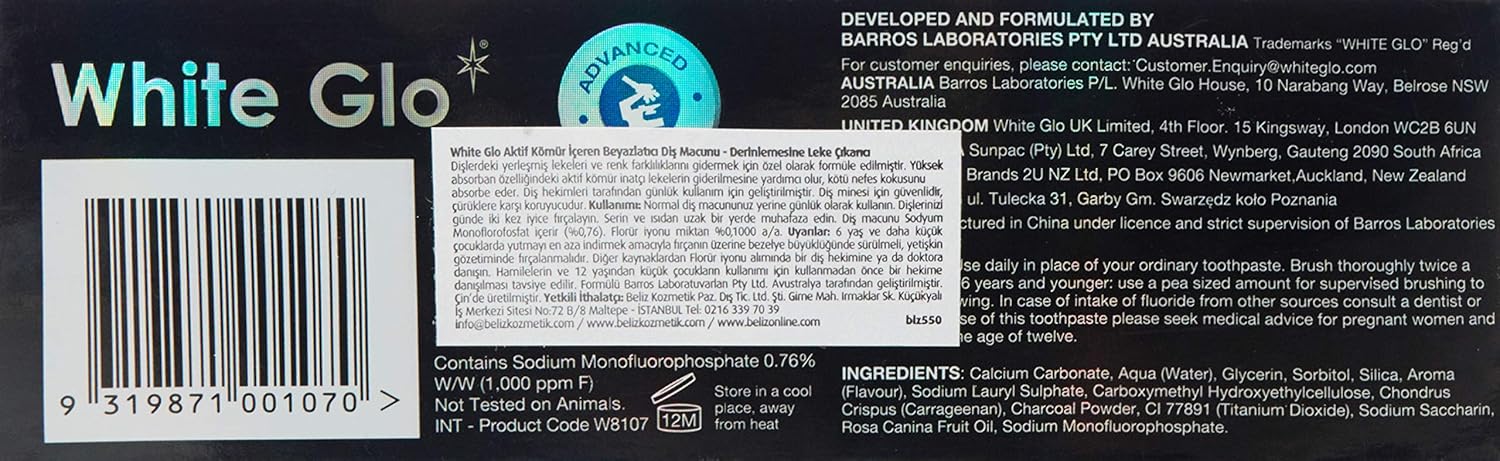 White Glo
®
ADVANCED
DEVELOPED AND FORMULATED BY
BARROS LABORATORIES PTY LTD AUSTRALIA Trademarks “WHITE GLO” Reg'd
For customer enquiries, please contact: Customer.Enquiry@whiteglo.com
AUSTRALIA Barros Laboratories P/L. White Glo House, 10 Narabang Way, Belrose NSW
2085 Australia
UNITED KINGDOM White Glo UK Limited, 4th Floor. 15 Kingsway, London WC2B 6UN
Sunpac (Pty) Ltd, 7 Carey Street, Wynberg, Gauteng 2090 South Africa
Brands 2U NZ Ltd, PO Box 9606 Newmarket,Auckland, New Zealand
ul. Tulecka 31, Garby Gm. Swarzędz koło Poznania
in China under licence and strict supervision of Barros Laboratories
daily in place of your ordinary toothpaste. Brush thoroughly twice a
6 years and younger: use a pea sized amount for supervised brushing to
In case of intake of fluoride from other sources consult a dentist or
of this toothpaste please seek medical advice for pregnant women and
age of twelve.
INGREDIENTS: Calcium Carbonate, Aqua (Water), Glycerin, Sorbitol, Silica, Aroma
(Flavour), Sodium Lauryl Sulphate, Carboxymethyl Hydroxyethylcellulose, Chondrus
Crispus (Carrageenan), Charcoal Powder, CI 77891 (Titanium Dioxide), Sodium Saccharin,
Rosa Canina Fruit Oil, Sodium Monofluorophosphate.
White Glo Aktif Kömür İçeren Beyazlatıcı Diş Macunu - Derinlemesine Leke Çıkarıcı
Dişlerdeki yerleşmiş lekeleri ve renk farklılıklarını gidermek için özel olarak formüle edilmiştir. Yüksek
absorban özelliğindeki aktif kömür inatçı lekelerin giderilmesine yardımcı olur, kötü nefes kokusunu
absorbe eder. Diş hekimleri tarafından günlük kullanım için geliştirilmiştir. Diş minesi için güvenlidir,
çürüklere karşı koruyucudur. Kullanımı: Normal diş macununuz yerine günlük olarak kullanın. Dişlerinizi
günde iki kez iyice fırçalayın. Serin ve ısıdan uzak bir yerde muhafaza edin. Diş macunu Sodyum
Monoflorofosfat içerir (%0,76). Florür iyonu miktarı %0,1000 a/a. Uyarılar: 6 yaş ve daha küçük
çocuklarda yutmayı en aza indirmek amacıyla fırçanın üzerine bezelye büyüklüğünde sürülmeli, yetişkin
gözetiminde fırçalanmalıdır. Diğer kaynaklardan Florür iyonu alımında bir diş hekimine ya da doktora
danışın. Hamilelerin ve 12 yaşından küçük çocukların kullanımı için kullanmadan önce bir hekime
danışılması tavsiye edilir. Formülü Barros Laboratuvarları Pty Ltd. Avustralya tarafından geliştirilmiştir.
Çin'de üretilmiştir. Yetkili İthalatçı: Beliz Kozmetik Paz. Dış Tic. Ltd. Şti. Girne Mah. Irmaklar Sk. Küçükyalı
İş Merkezi Sitesi No:72 B/8 Maltepe - İSTANBUL Tel: 0216 339 70 39
info@belizkozmetik.com / www.belizkozmetik.com / www.belizonline.com blz550
Contains Sodium Monofluorophosphate 0.76%
W/W (1,000 ppm F)
Not Tested on Animals.
INT - Product Code W8107
12M
Store in a cool
place, away
from heat
9 319871 001070 >